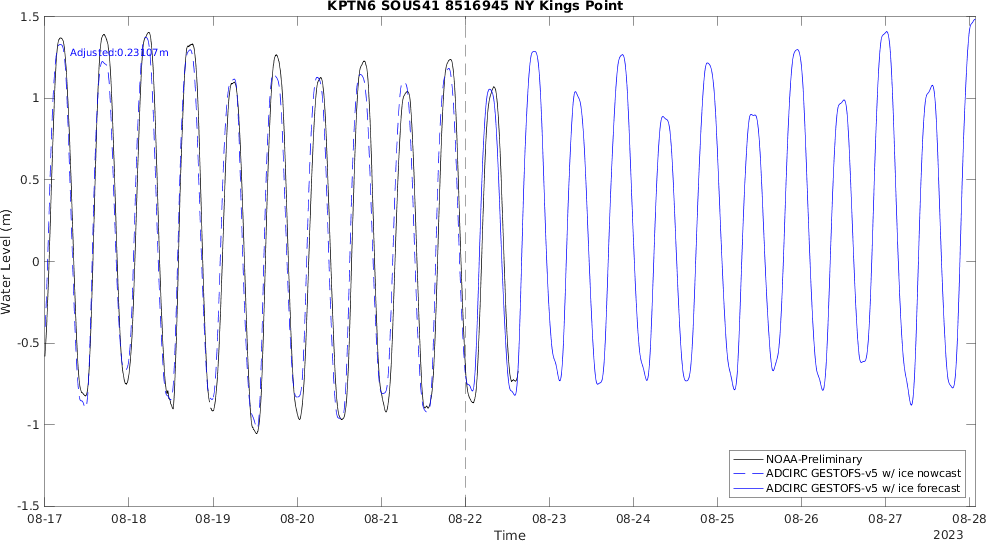 KPTN6 SOUS41 8516945 NY Kings Point
Adjusted:0.23107m
Water Level (m)
1.5
1
0.5
0
-0.5
-1
-1.5
NOAA-Preliminary
ADCIRC GESTOFS-v5 w/ ice nowcast
ADCIRC GESTOFS-v5 w/ ice forecast
08-17 08-18 08-19 08-20 08-21 08-22 08-23 08-24 08-25 08-26 08-27 08-28
Time
2023